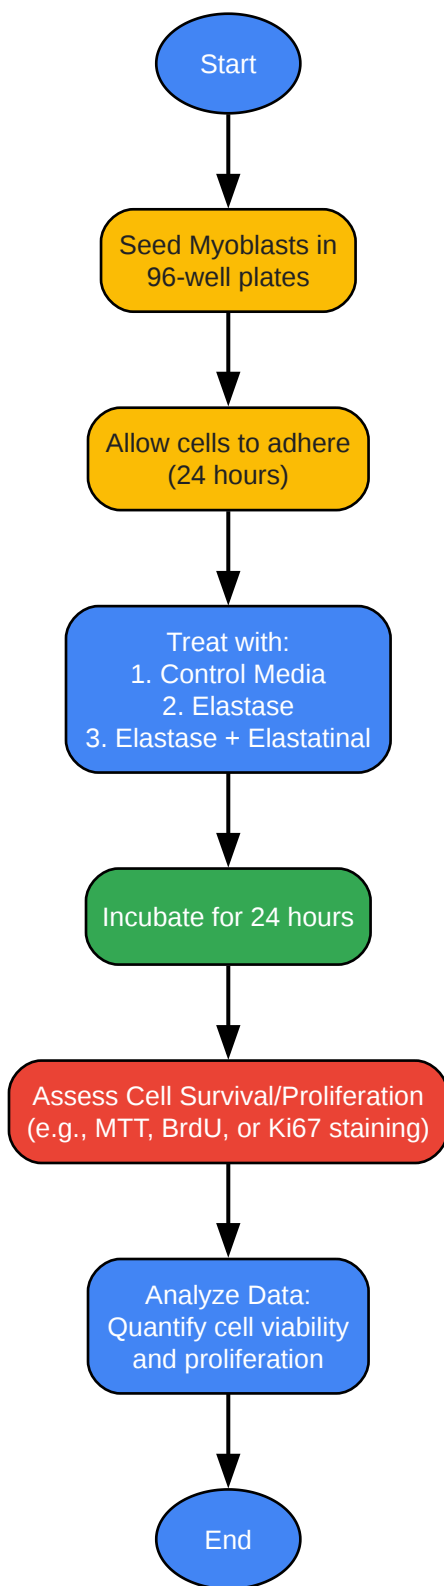 Start
Seed Myoblasts in
96-well plates
Allow cells to adhere
(24 hours)
Treat with:
1. Control Media
2. Elastase
3. Elastase + Elastatinal
Incubate for 24 hours
Assess Cell Survival/Proliferation
(e.g., MTT, BrdU, or Ki67 staining)
Analyze Data:
Quantify cell viability
and proliferation
End